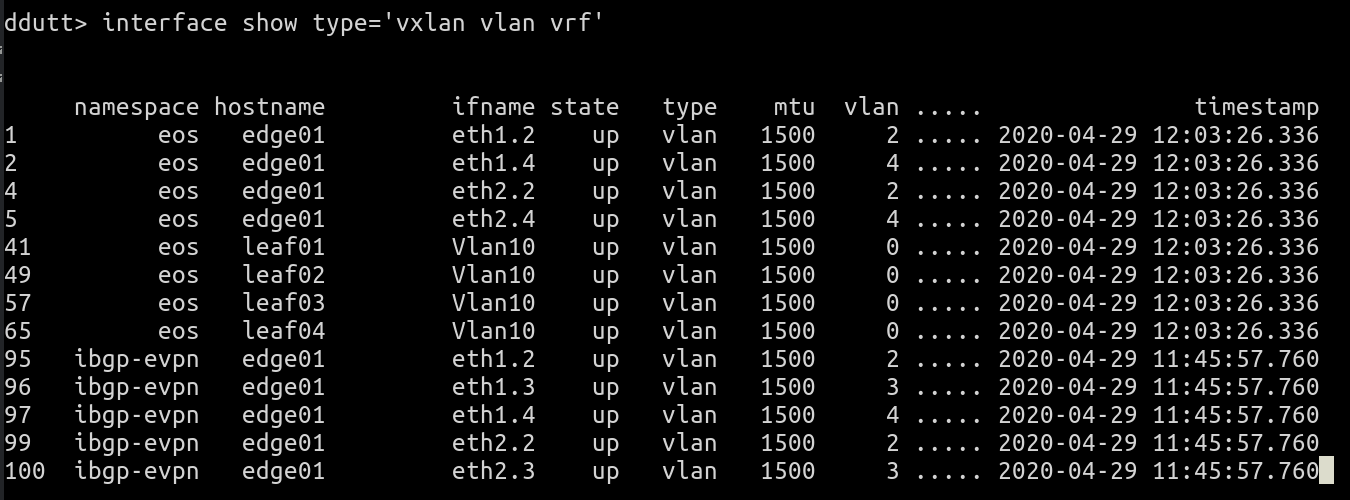 ddutt> interface show type='vxlan vlan vrf'
namespace hostname ifname state type mtu vlan ..... timestamp
1 eos edge01 eth1.2 up vlan 1500 2 ..... 2020-04-29 12:03:26.336
2 eos edge01 eth1.4 up vlan 1500 4 ..... 2020-04-29 12:03:26.336
4 eos edge01 eth2.2 up vlan 1500 2 ..... 2020-04-29 12:03:26.336
5 eos edge01 eth2.4 up vlan 1500 4 ..... 2020-04-29 12:03:26.336
41 eos leaf01 Vlan10 up vlan 1500 0 ..... 2020-04-29 12:03:26.336
49 eos leaf02 Vlan10 up vlan 1500 0 ..... 2020-04-29 12:03:26.336
57 eos leaf03 Vlan10 up vlan 1500 0 ..... 2020-04-29 12:03:26.336
65 eos leaf04 Vlan10 up vlan 1500 0 ..... 2020-04-29 12:03:26.336
95 ibgp-evpn edge01 eth1.2 up vlan 1500 2 ..... 2020-04-29 11:45:57.760
96 ibgp-evpn edge01 eth1.3 up vlan 1500 3 ..... 2020-04-29 11:45:57.760
97 ibgp-evpn edge01 eth1.4 up vlan 1500 4 ..... 2020-04-29 11:45:57.760
99 ibgp-evpn edge01 eth2.2 up vlan 1500 2 ..... 2020-04-29 11:45:57.760
100 ibgp-evpn edge01 eth2.3 up vlan 1500 3 ..... 2020-04-29 11:45:57.760